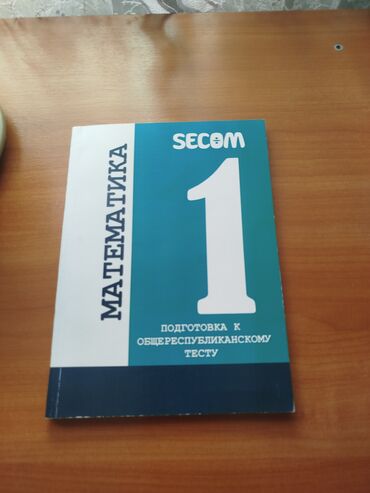 МАТЕМАТИКА
SECOM
1
ПОДГОТОВКА К
ОБЩЕРЕСПУБЛИКАНСКОМУ
ТЕСТУ